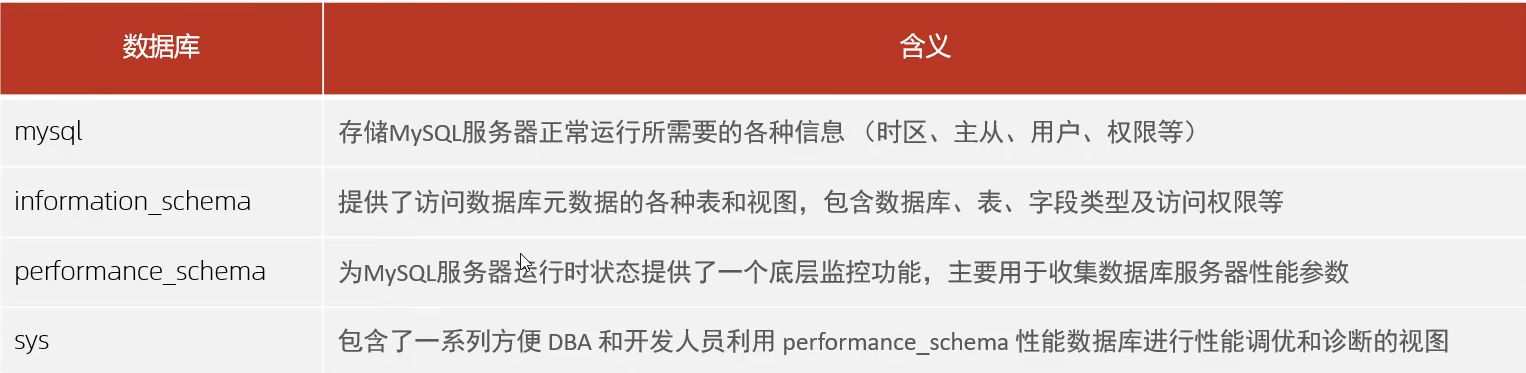 数据库 含义
mysql 存储MySQL服务器正常运行所需要的各种信息 （时区、主从、用户、权限等）
information_schema 提供了访问数据库元数据的各种表和视图，包含数据库、表、字段类型及访问权限等
performance_schema 为MySQL服务器运行时状态提供了一个底层监控功能，主要用于收集数据库服务器性能参数
sys 包含了一系列方便 DBA 和开发人员利用 performance_schema 性能数据库进行性能调优和诊断的视图